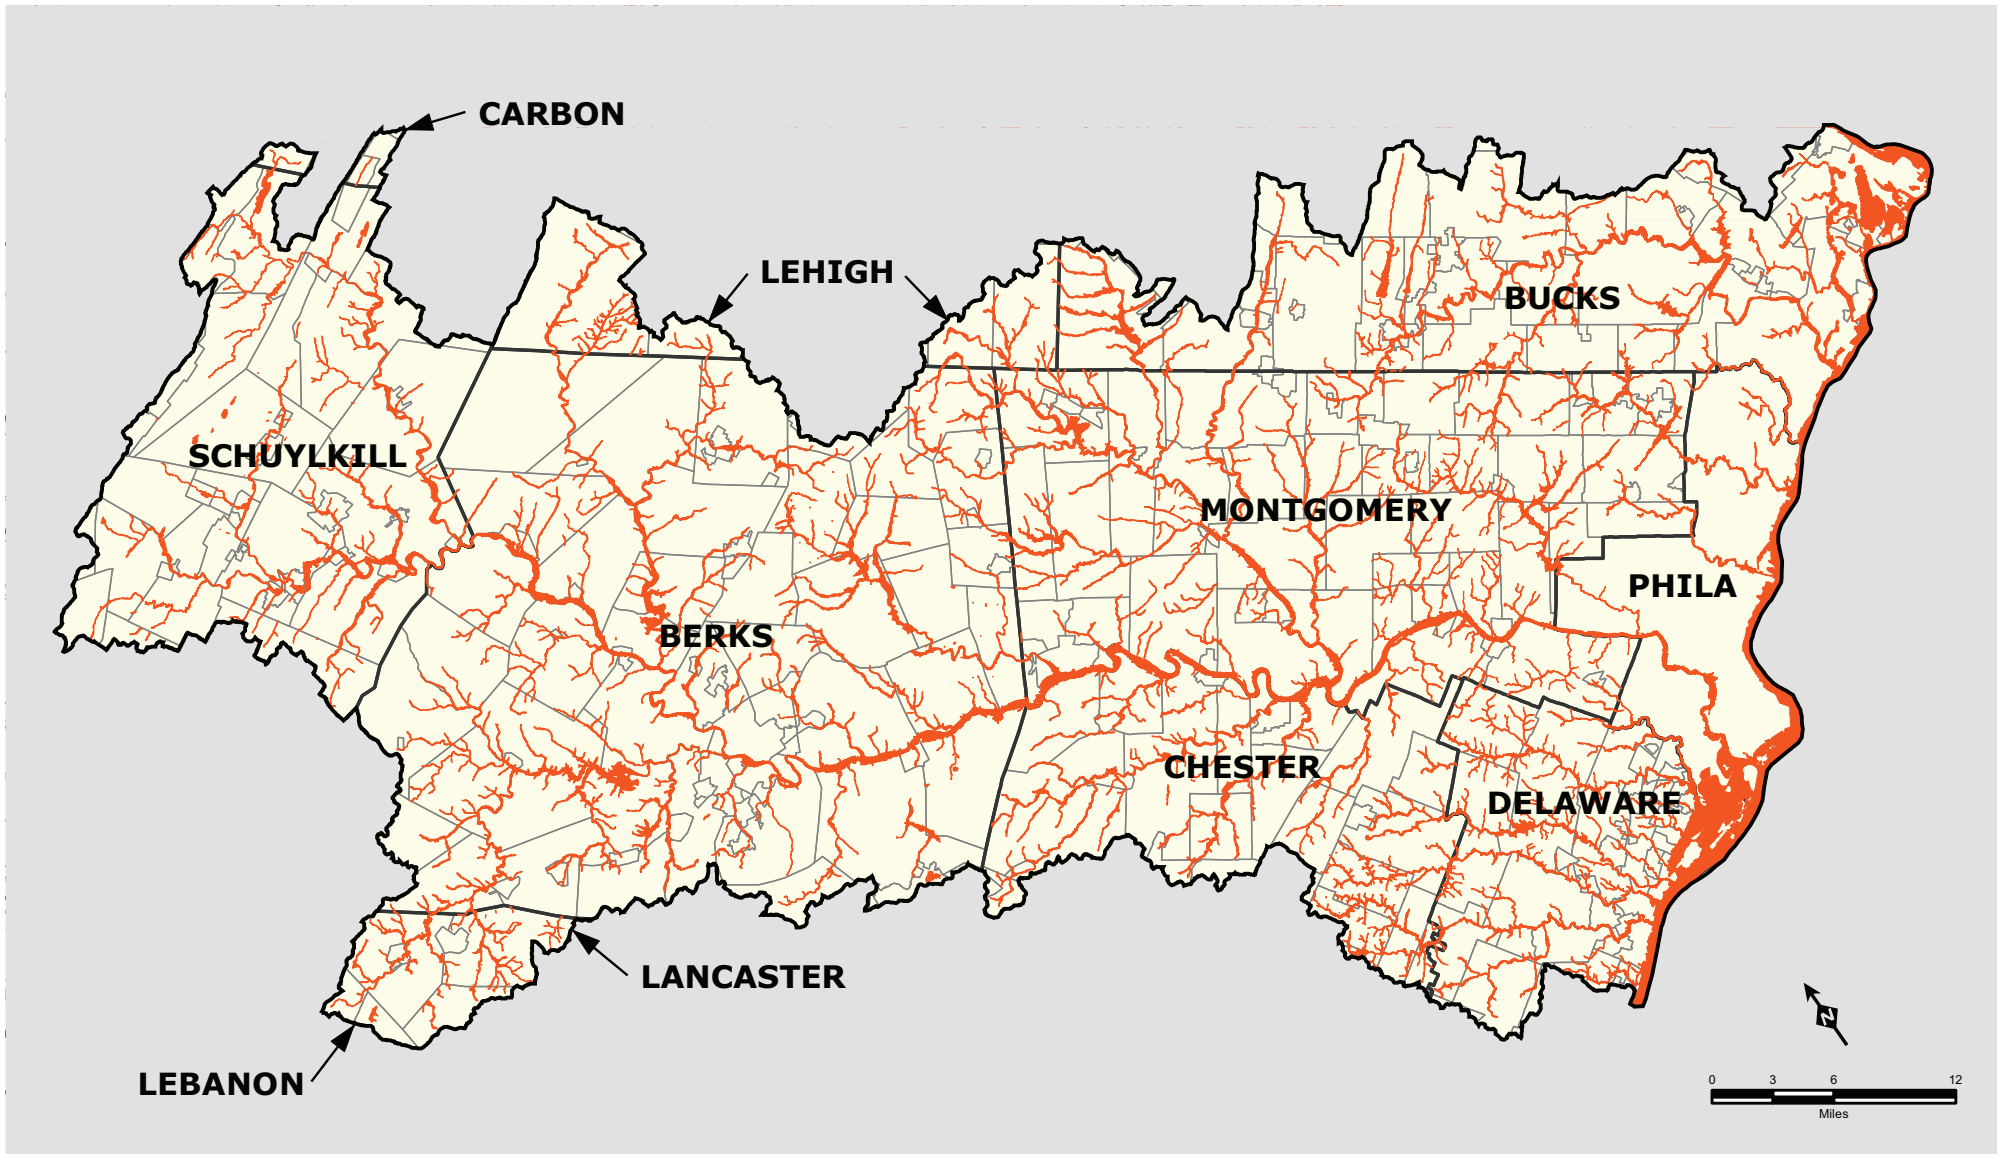 CARBON
LEHIGH
BUCKS
SCHUYLKILL
MONTGOMERY
PHILA
BERKS
CHESTER
DELAWARE
LANCASTER
N
LEBANON
0 3 6 12
Miles